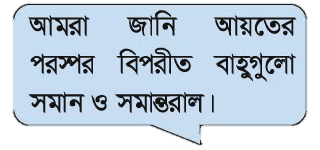 আমরা জানি আয়তের
পরস্পর বিপরীত বাহুগুলো
সমান ও সমান্তরাল।